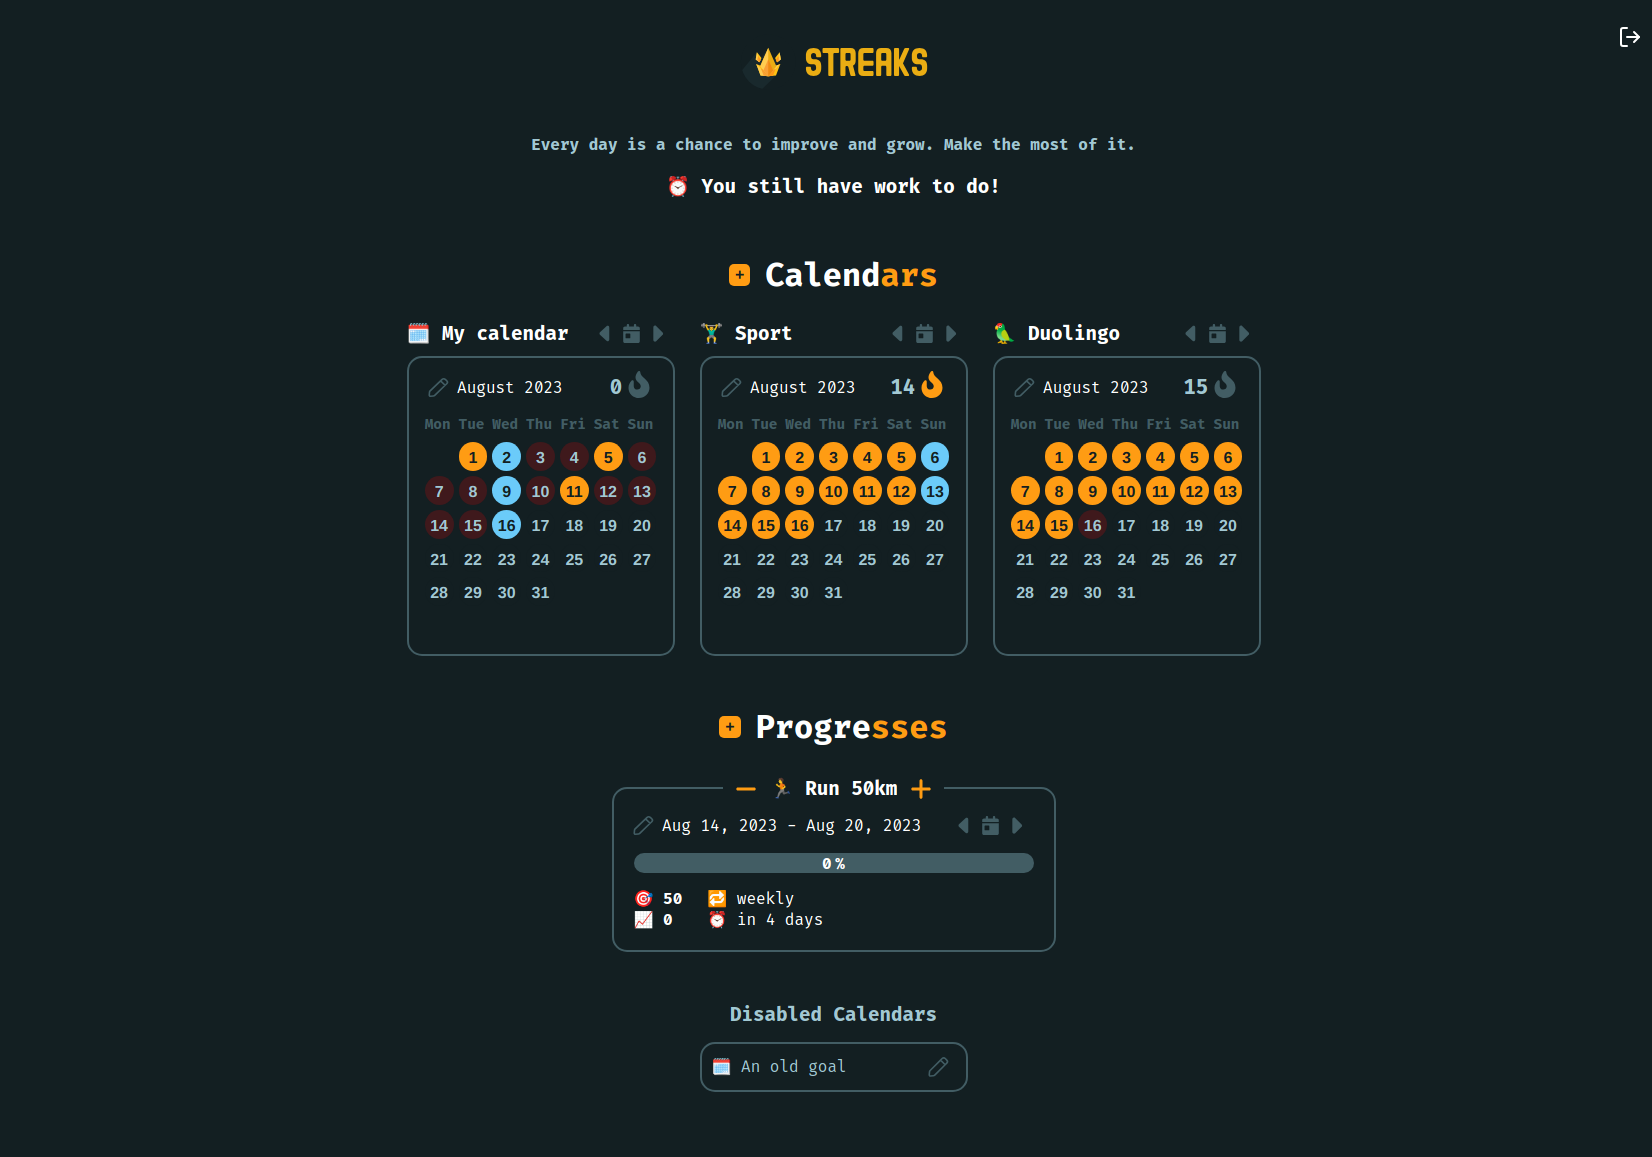 STREAKS
Every day is a chance to improve and grow. Make the most of it.
⏰ You still have work to do!
+ Calendars
🗓️ My calendar
August 2023 0
Mon Tue Wed Thu Fri Sat Sun
1 2 3 4 5 6
7 8 9 10 11 12 13
14 15 16 17 18 19 20
21 22 23 24 25 26 27
28 29 30 31
🏋️ Sport
August 2023 14
Mon Tue Wed Thu Fri Sat Sun
1 2 3 4 5 6
7 8 9 10 11 12 13
14 15 16 17 18 19 20
21 22 23 24 25 26 27
28 29 30 31
🦜 Duolingo
August 2023 15
Mon Tue Wed Thu Fri Sat Sun
1 2 3 4 5 6
7 8 9 10 11 12 13
14 15 16 17 18 19 20
21 22 23 24 25 26 27
28 29 30 31
+ Progresses
− 🏃 Run 50km +
Aug 14, 2023 - Aug 20, 2023
0%
🎯 50 🔁 weekly
📈 0 ⏰ in 4 days
Disabled Calendars
🗓️ An old goal